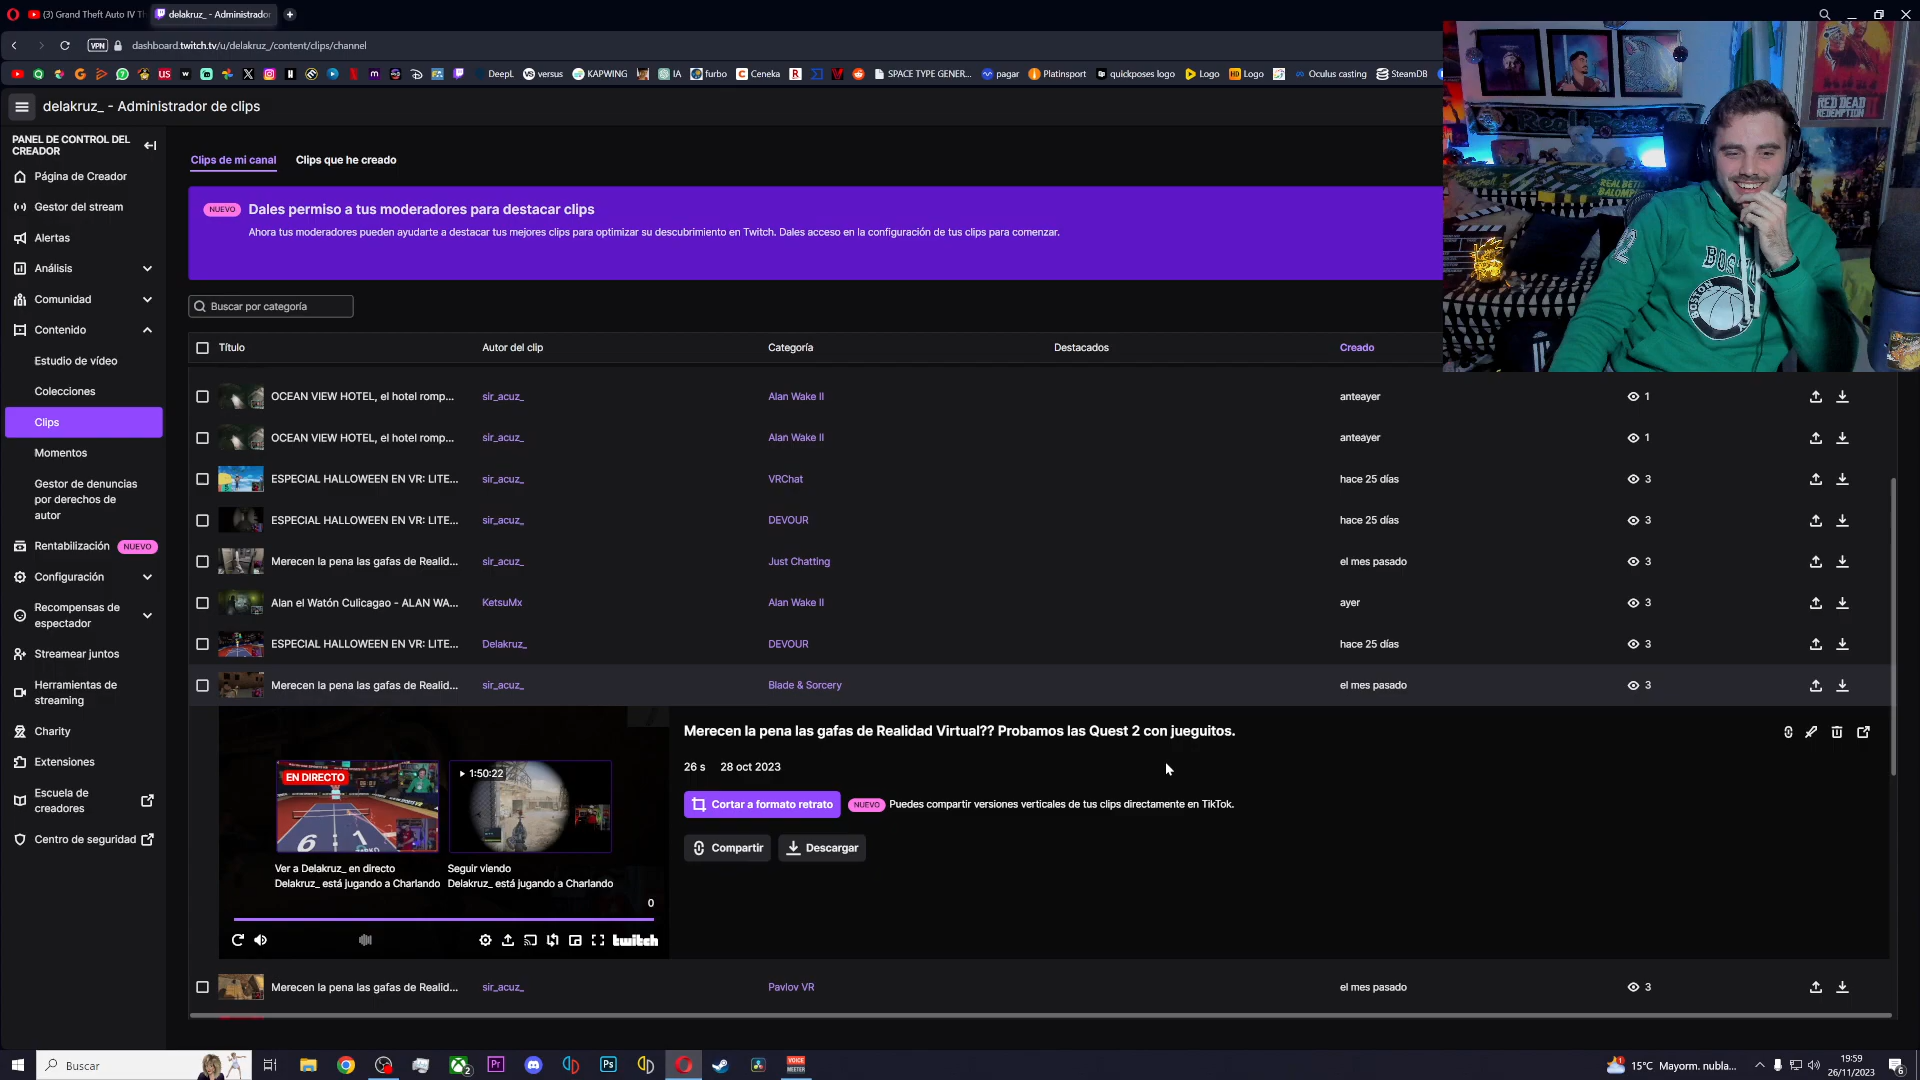 (3) Grand Theft Auto IV T
delakruz_ - Administrador
VPN
dashboard.twitch.tv/u/delakruz_/content/clips/channel
DeepL
versus
KAPWING
IA
furbo
Ceneka
SPACE TYPE GENER...
pagar
Platinsport
quickposes logo
Logo
Logo
Oculus casting
SteamDB
delakruz_ - Administrador de clips
PANEL DE CONTROL DEL
CREADOR
Página de Creador
Gestor del stream
Alertas
Análisis
Comunidad
Contenido
Estudio de vídeo
Colecciones
Clips
Momentos
Gestor de denuncias
por derechos de
autor
Rentabilización NUEVO
Configuración
Recompensas de
espectador
Streamear juntos
Herramientas de
streaming
Charity
Extensiones
Escuela de
creadores
Centro de seguridad
Clips de mi canal
Clips que he creado
NUEVO Dales permiso a tus moderadores para destacar clips
Ahora tus moderadores pueden ayudarte a destacar tus mejores clips para optimizar su descubrimiento en Twitch. Dales acceso en la configuración de tus clips para comenzar.
Buscar por categoría
Título Autor del clip Categoría Destacados Creado
OCEAN VIEW HOTEL, el hotel romp... sir_acuz_ Alan Wake II anteayer 1
OCEAN VIEW HOTEL, el hotel romp... sir_acuz_ Alan Wake II anteayer 1
ESPECIAL HALLOWEEN EN VR: LITE... sir_acuz_ VRChat hace 25 días 3
ESPECIAL HALLOWEEN EN VR: LITE... sir_acuz_ DEVOUR hace 25 días 3
Merecen la pena las gafas de Realid... sir_acuz_ Just Chatting el mes pasado 3
Alan el Watón Culicagao - ALAN WA... KetsuMx Alan Wake II ayer 3
ESPECIAL HALLOWEEN EN VR: LITE... Delakruz_ DEVOUR hace 25 días 3
Merecen la pena las gafas de Realid... sir_acuz_ Blade & Sorcery el mes pasado 3
EN DIRECTO
1:50:22
6 1
Ver a Delakruz_ en directo
Delakruz_ está jugando a Charlando
Seguir viendo
Delakruz_ está jugando a Charlando
0
twitch
Merecen la pena las gafas de Realidad Virtual?? Probamos las Quest 2 con jueguitos.
26 s 28 oct 2023
Cortar a formato retrato NUEVO Puedes compartir versiones verticales de tus clips directamente en TikTok.
Compartir Descargar
Merecen la pena las gafas de Realid... sir_acuz_ Pavlov VR el mes pasado 3
RED DEAD
REDEMPTION
BOSTON
Buscar
15°C Mayorm. nubla...
19:59
26/11/2023